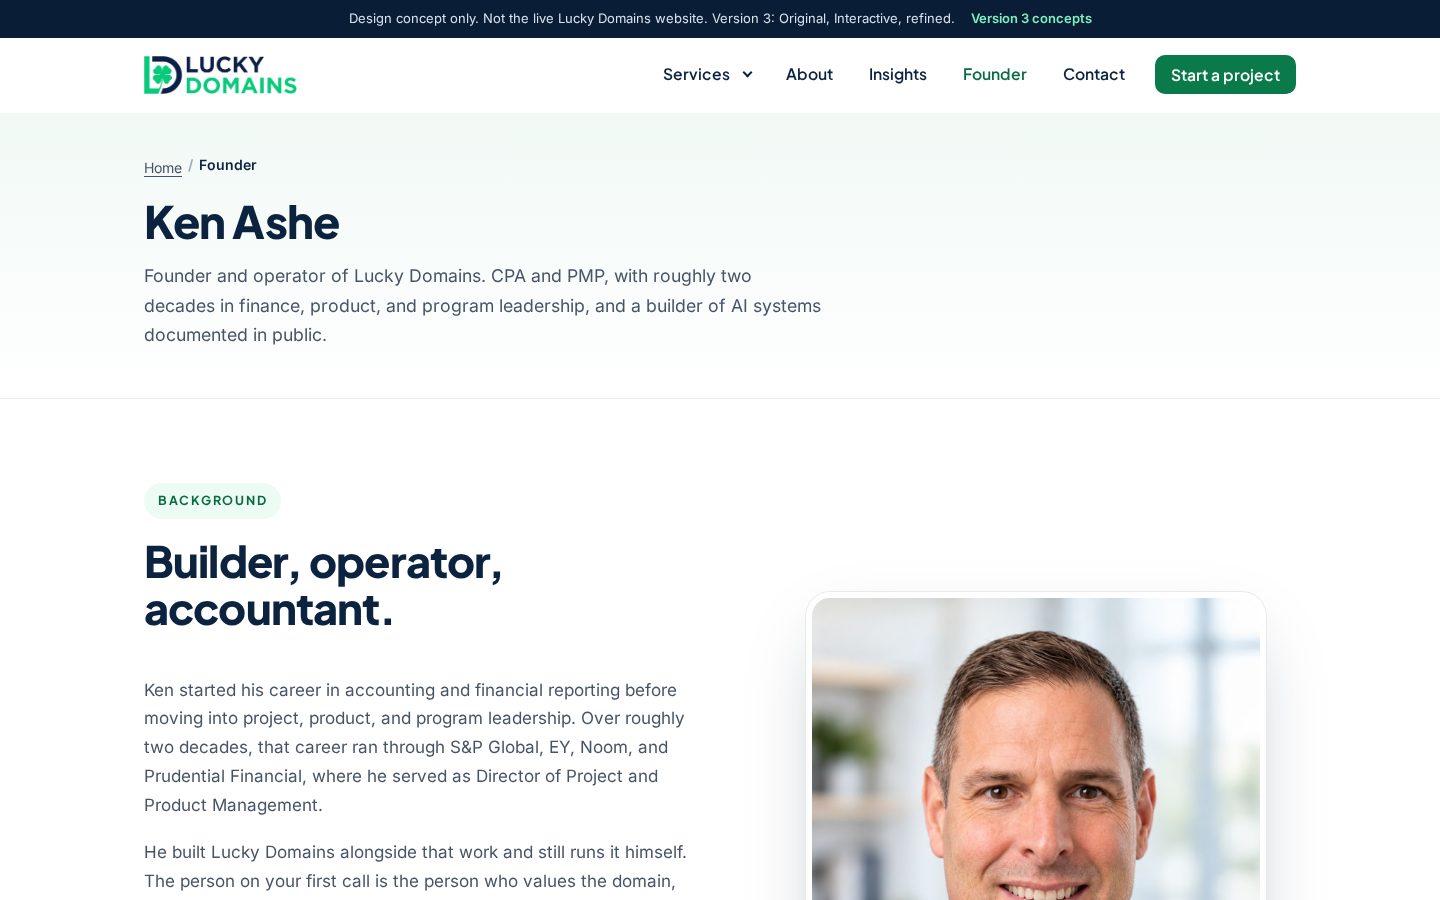 Design concept only. Not the live Lucky Domains website. Version 3: Original, Interactive, refined. Version 3 concepts
LUCKY
DOMAINS
Services About Insights Founder Contact Start a project
Home / Founder
Ken Ashe
Founder and operator of Lucky Domains. CPA and PMP, with roughly two
decades in finance, product, and program leadership, and a builder of AI systems
documented in public.
BACKGROUND
Builder, operator,
accountant.
Ken started his career in accounting and financial reporting before
moving into project, product, and program leadership. Over roughly
two decades, that career ran through S&P Global, EY, Noom, and
Prudential Financial, where he served as Director of Project and
Product Management.
He built Lucky Domains alongside that work and still runs it himself.
The person on your first call is the person who values the domain,